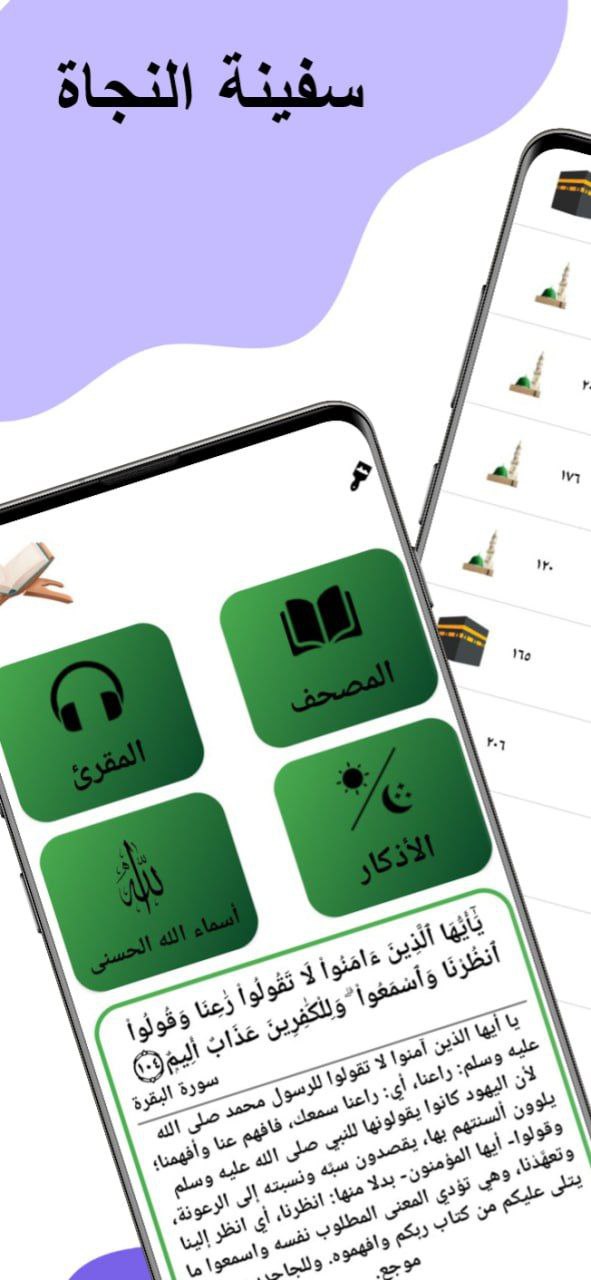 سفينة النجاة
٢٠
١٧٦
١٢٠
١٦٥
٢٠٦
المصحف
المقرئ
الأذكار
الله
أسماء الله الحسنى
يَٰٓأَيُّهَا ٱلَّذِينَ ءَامَنُوا۟ لَا تَقُولُوا۟ رَٰعِنَا وَقُولُوا۟
ٱنظُرْنَا وَٱسْمَعُوا۟ ۗ وَلِلْكَٰفِرِينَ عَذَابٌ أَلِيمٌ ١٠٤
سورة البقرة
يا أيها الذين آمنوا لا تقولوا للرسول محمد صلى الله
عليه وسلم: راعنا، أي: راعنا سمعك، فافهم عنا وأفهمنا؛
لأن اليهود كانوا يقولونها للنبي صلى الله عليه وسلم
يلوون ألسنتهم بها، يقصدون سبَّه ونسبته إلى الرعونة،
وقولوا- أيها المؤمنون- بدلا منها: انظرنا، أي انظر إلينا
وتعهَّدْنا، وهي تؤدي المعنى المطلوب نفسه واسمعوا ما
يتلى عليكم من كتاب ربكم وافهموه. وللجاحدين
موجع.